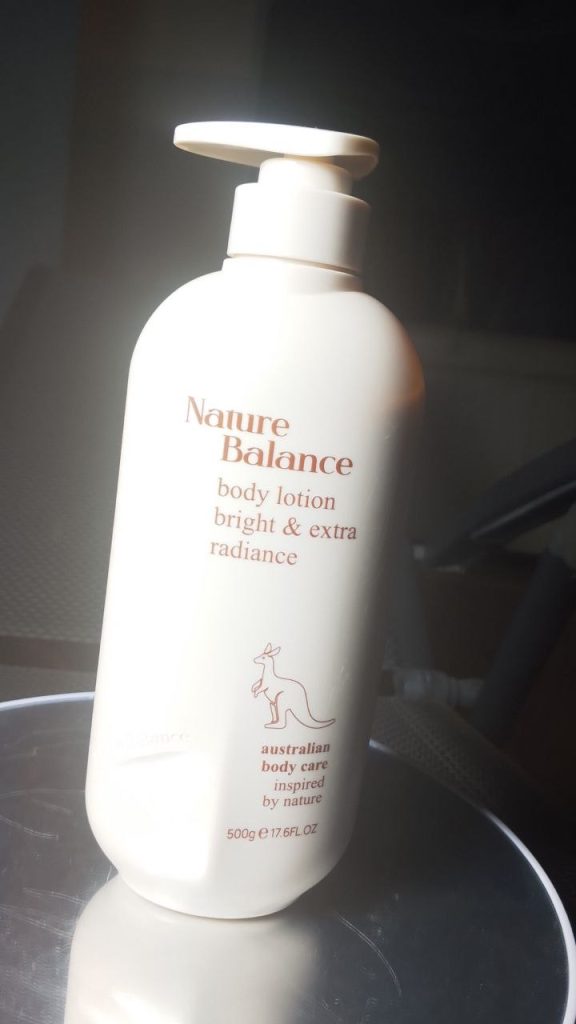 Nature
Balance
body lotion
bright & extra
radiance
australian
body care
inspired
by nature
500g e 17.6FL.OZ